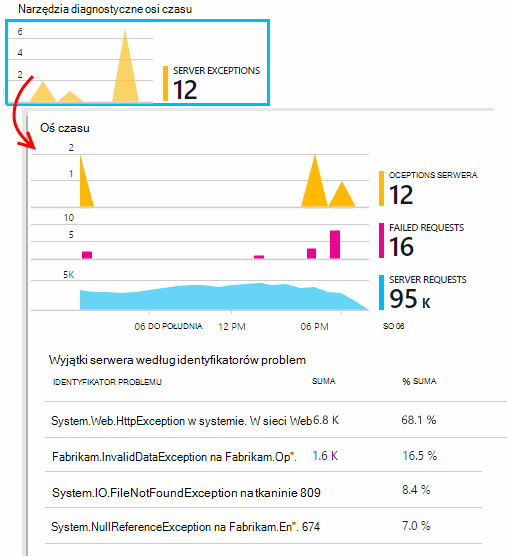 Narzędzia diagnostyczne osi czasu
6
4
2
SERVER EXCEPTIONS
12
Oś czasu
2
1
OCEPTIONS SERWERA
12
10
5
FAILED REQUESTS
16
5K
SERVER REQUESTS
95 K
06 DO POŁUDNIA 12 PM 06 PM SO 06
Wyjątki serwera według identyfikatorów problem
IDENTYFIKATOR PROBLEMU SUMA % SUMA
System.Web.HttpException w systemie. W sieci Web 6.8 K 68.1 %
Fabrikam.InvalidDataException na Fabrikam.Op". 1.6 K 16.5 %
System.IO.FileNotFoundException na tkaninie 809 8.4 %
System.NullReferenceException na Fabrikam.En". 674 7.0 %